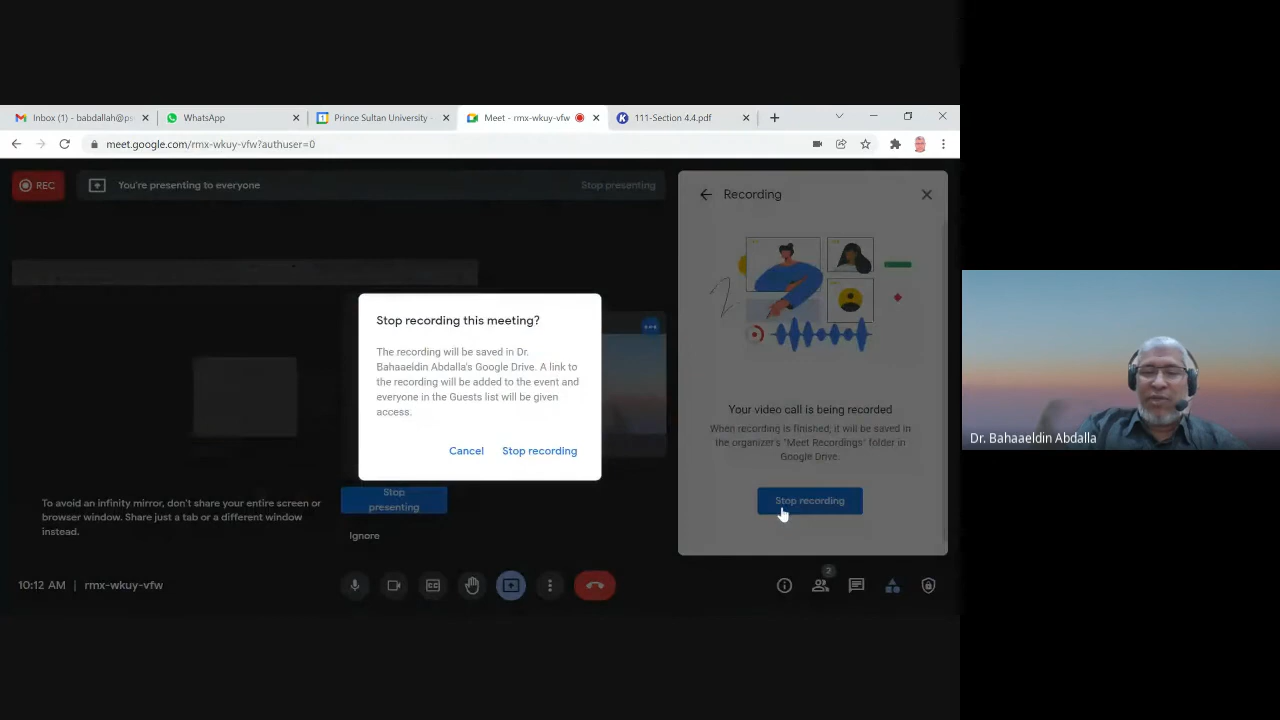 Inbox (1) - babdallah@ps
WhatsApp
Prince Sultan University -
Meet - rmx-wkuy-vfw
111-Section 4.4.pdf
meet.google.com/rmx-wkuy-vfw?authuser=0
REC
You're presenting to everyone
Stop presenting
Recording
Stop recording this meeting?
The recording will be saved in Dr.
Bahaaeldin Abdalla's Google Drive. A link to
the recording will be added to the event and
everyone in the Guests list will be given
access.
Cancel
Stop recording
Your video call is being recorded
When recording is finished, it will be saved in
the organizer's "Meet Recordings" folder in
Google Drive.
Stop recording
To avoid an infinity mirror, don't share your entire screen or
browser window. Share just a tab or a different window
instead.
Stop
presenting
Ignore
10:12 AM | rmx-wkuy-vfw
2
Dr. Bahaaeldin Abdalla